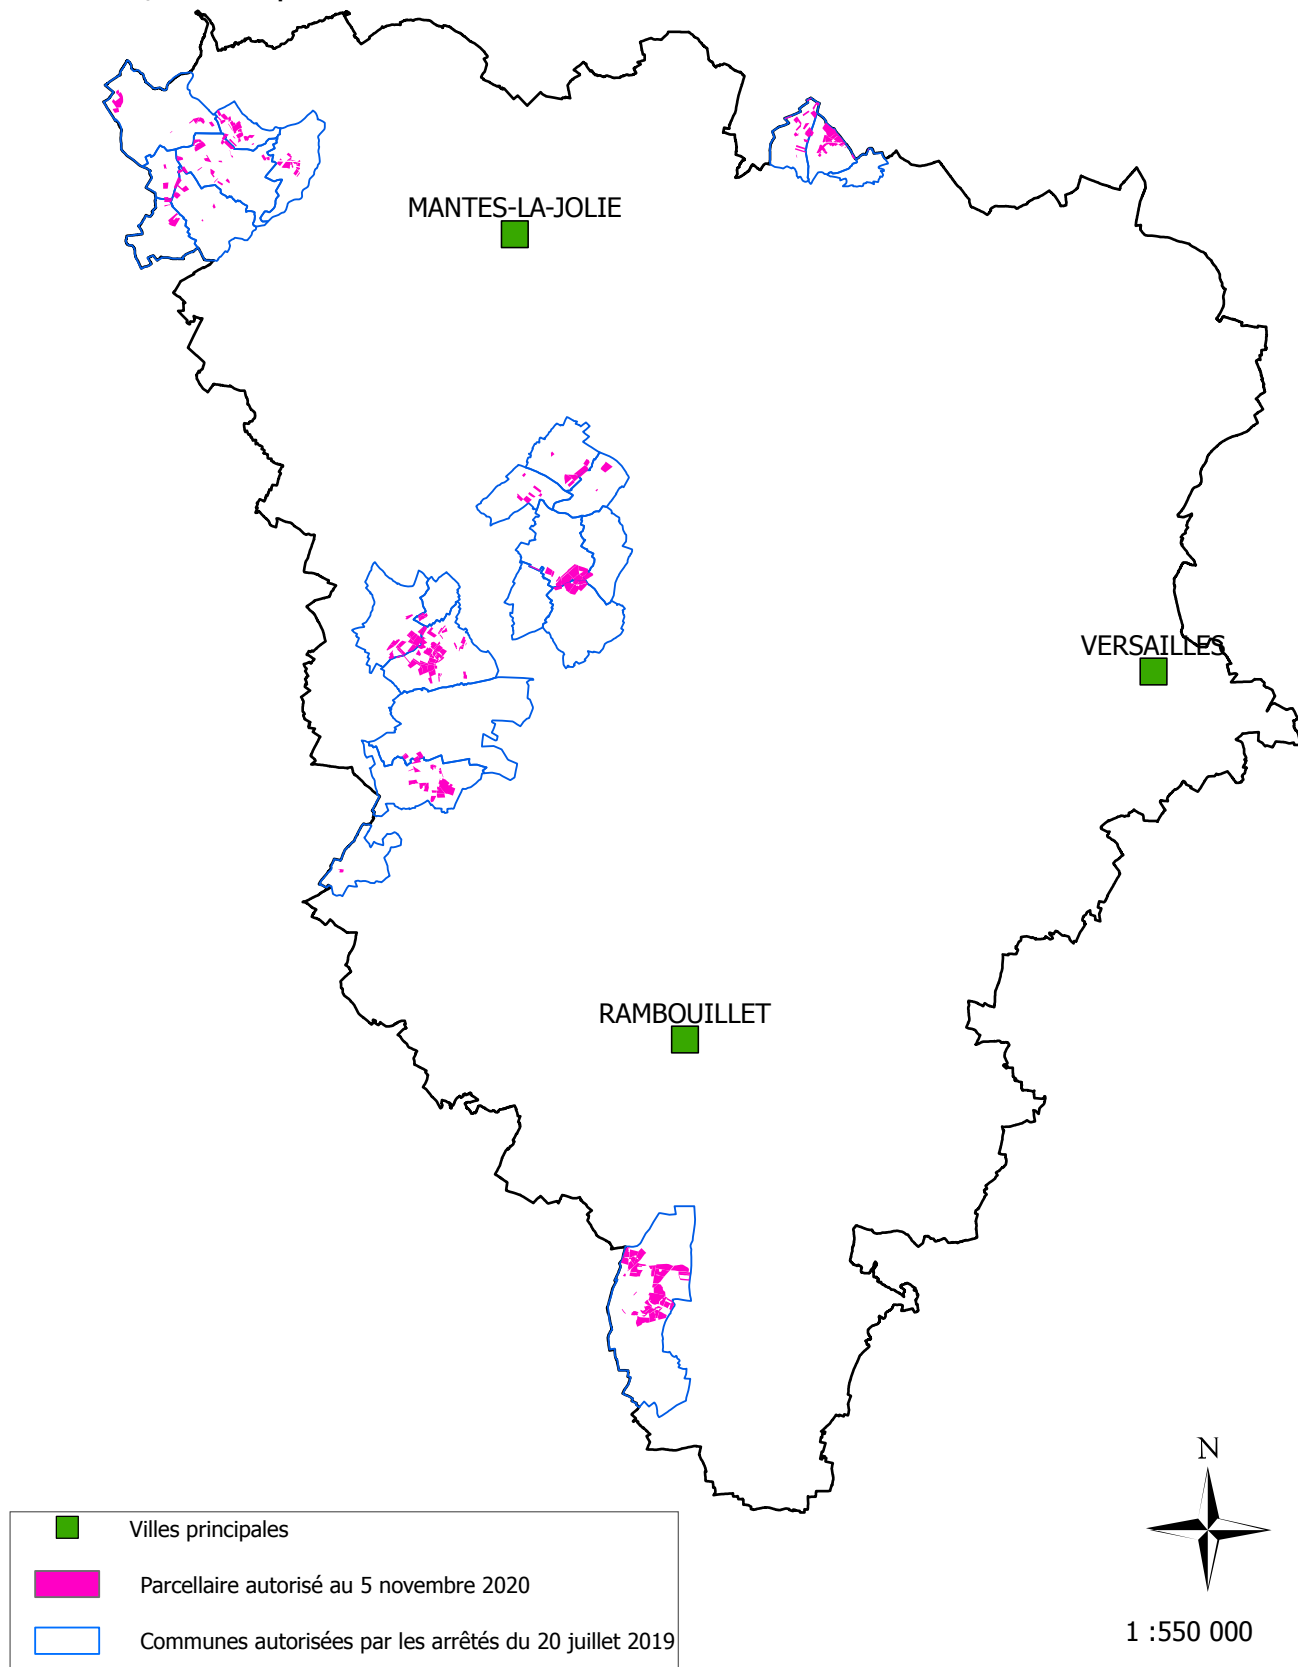 MANTES-LA-JOLIE
VERSAILLES
RAMBOUILLET
N
Villes principales
Parcellaire autorisé au 5 novembre 2020
Communes autorisées par les arrêtés du 20 juillet 2019
1 :550 000